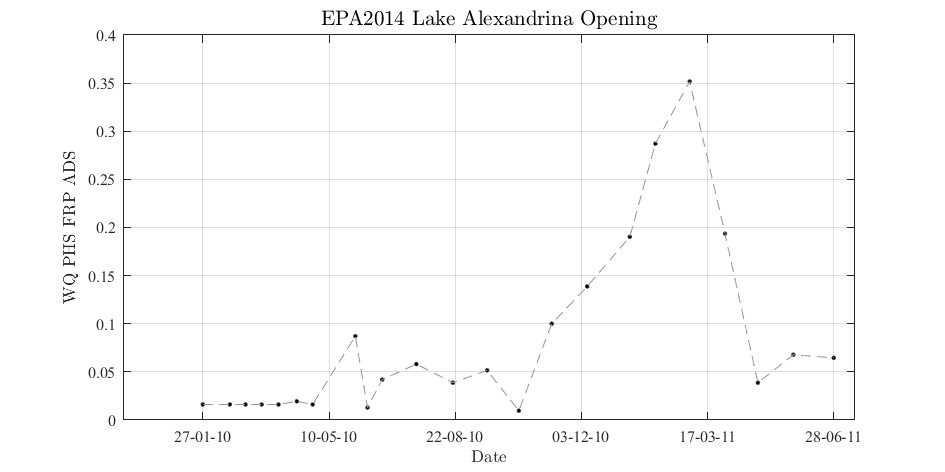 EPA2014 Lake Alexandrina Opening
0.4
0.35
0.3
0.25
0.2
0.15
0.1
0.05
0
WQ PHS FRP ADS
27-01-10 10-05-10 22-08-10 03-12-10 17-03-11 28-06-11
Date